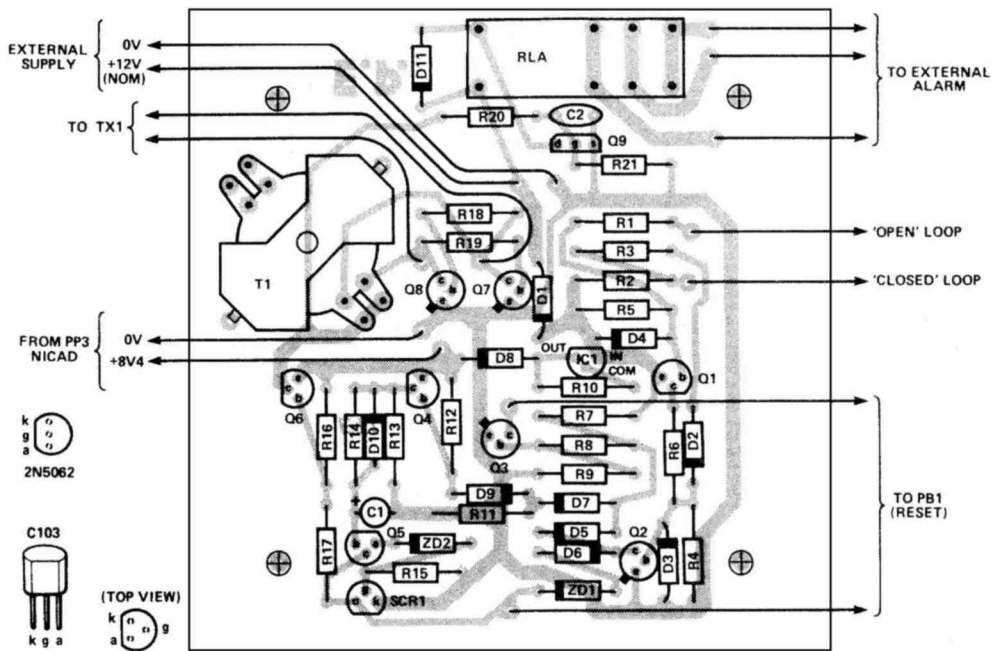 EXTERNAL
SUPPLY
0V
+12V
(NOM)
TO TX1
D11
RLA
TO EXTERNAL
ALARM
R20
C2
d g s
Q9
R21
R18
R19
R1
R3
R2
R5
'OPEN' LOOP
'CLOSED' LOOP
T1
Q8
c
b
e
Q7
c
b
e
D1
D4
OUT
IC1
IN
COM
FROM PP3
NICAD
0V
+8V4
D8
R10
Q1
e b
c
Q6
e
c
b
Q4
e
c
b
R16
R14
D10
R13
R12
R7
R8
R9
R6
D2
Q3
k
g
a
2N5062
D9
R11
D7
D5
D6
Q2
D3
R4
TO PB1
(RESET)
+
C1
Q5
ZD2
R17
R15
ZD1
SCR1
C103
k g a
(TOP VIEW)
k
g
a